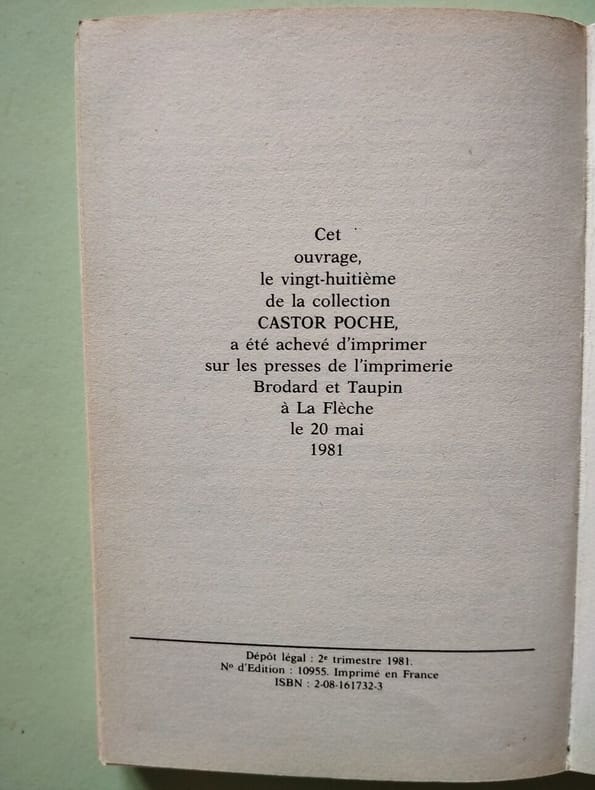 Cet
ouvrage,
le vingt-huitième
de la collection
CASTOR POCHE,
a été achevé d'imprimer
sur les presses de l'imprimerie
Brodard et Taupin
à La Flèche
le 20 mai
1981
Dépôt légal : 2e trimestre 1981.
No d'Edition : 10955. Imprimé en France
ISBN : 2-08-161732-3